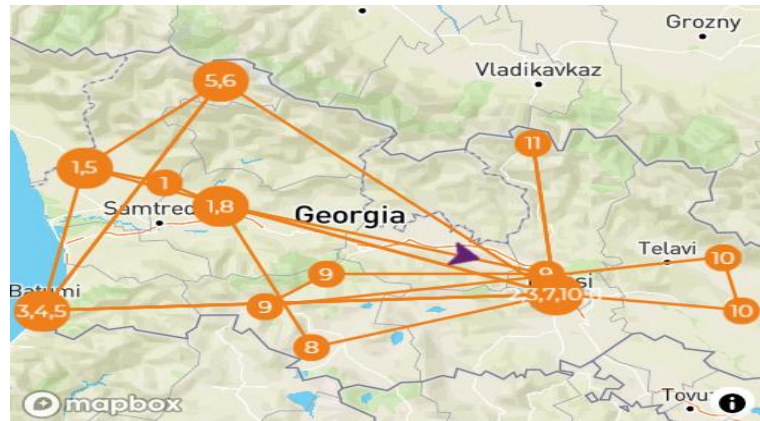 Grozny
Vladikavkaz
5,6
11
1,5
1
1,8
Samtred
Georgia
Telavi
9
9
10
Batumi
3,4,5
9
2,3,7,10
10
8
mapbox
Tovuz
i